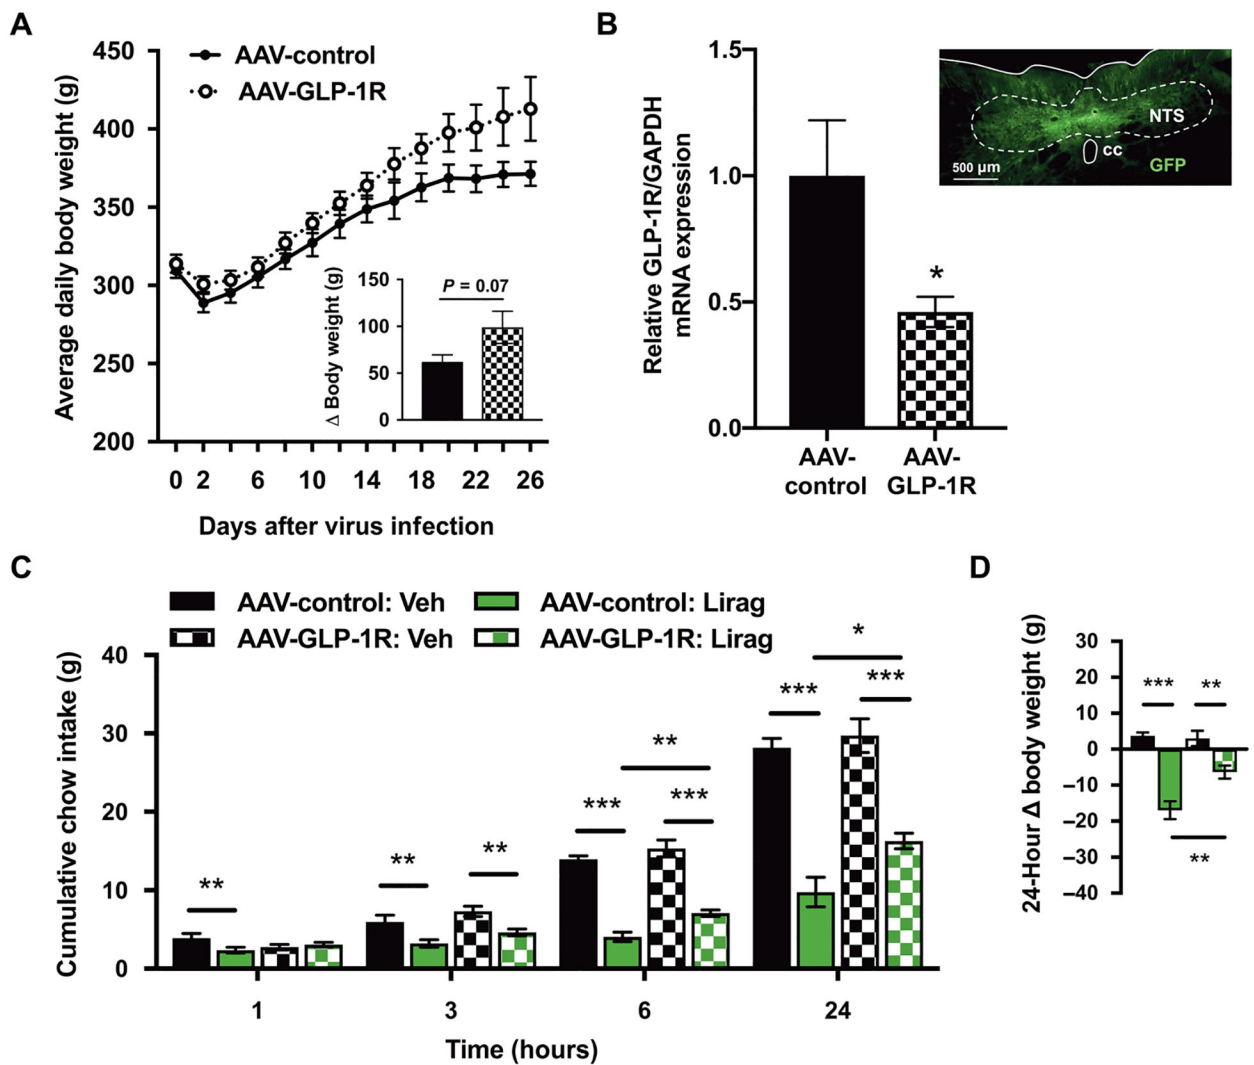 A
Average daily body weight (g)
450
400
350
300
250
200
AAV-control
AAV-GLP-1R
Δ Body weight (g)
150
100
50
0
P = 0.07
0 2 6 10 14 18 22 26
Days after virus infection
B
Relative GLP-1R/GAPDH
mRNA expression
1.5
1.0
0.5
0.0
*
AAV-
control
AAV-
GLP-1R
NTS
cc
500 μm
GFP
C
AAV-control: Veh
AAV-control: Lirag
AAV-GLP-1R: Veh
AAV-GLP-1R: Lirag
Cumulative chow intake (g)
40
30
20
10
0
**
**
**
***
**
***
***
*
***
1 3 6 24
Time (hours)
D
24-Hour Δ body weight (g)
30
20
10
0
–10
–20
–30
–40
***
**
**